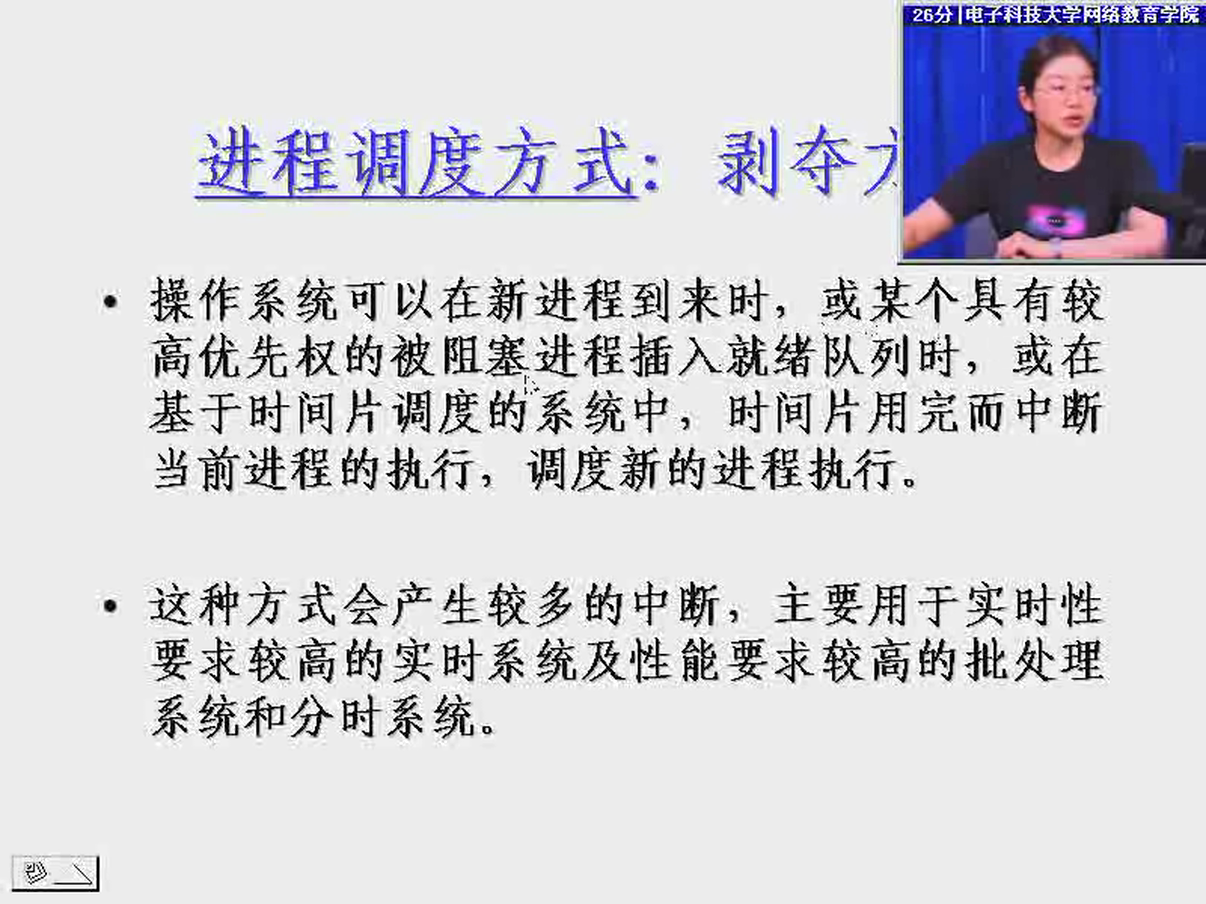 26分|电子科技大学网络教育学院
进程调度方式：剥夺方
• 操作系统可以在新进程到来时，或某个具有较
高优先权的被阻塞进程插入就绪队列时，或在
基于时间片调度的系统中，时间片用完而中断
当前进程的执行，调度新的进程执行。
• 这种方式会产生较多的中断，主要用于实时性
要求较高的实时系统及性能要求较高的批处理
系统和分时系统。